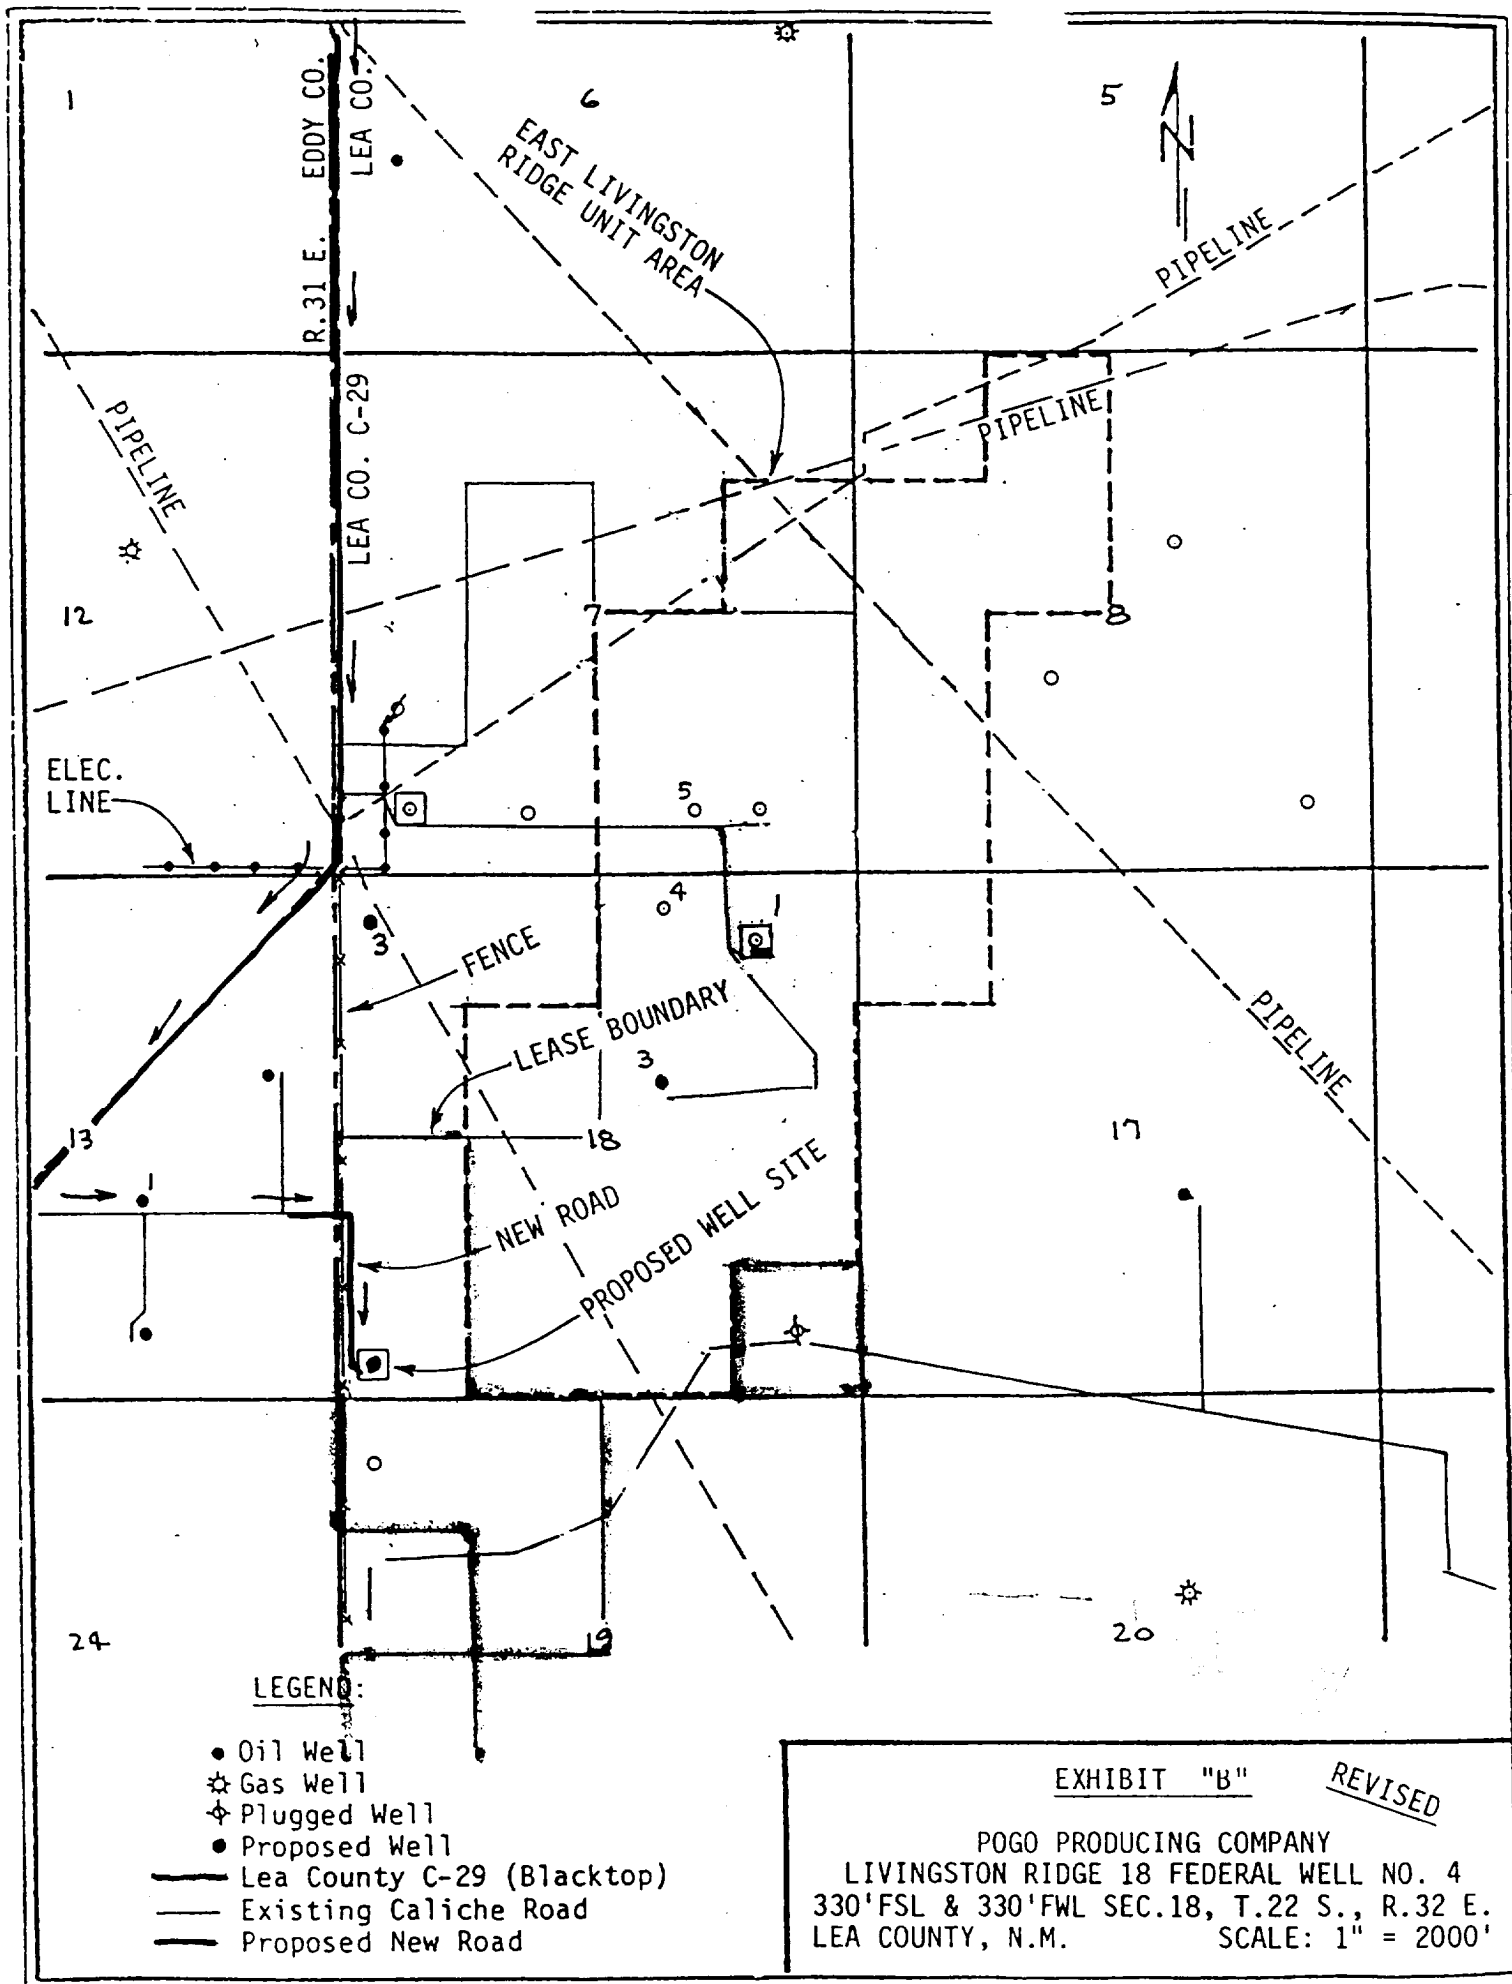 1
6
5
N
EDDY CO.
LEA CO.
R.31 E.
EAST LIVINGSTON
RIDGE UNIT AREA
PIPELINE
PIPELINE
PIPELINE
LEA CO. C-29
12
7
8
ELEC.
LINE
5
4
1
3
FENCE
LEASE BOUNDARY
3
PIPELINE
13
18
17
1
NEW ROAD
PROPOSED WELL SITE
24
19
20
LEGEND:
Oil Well
Gas Well
Plugged Well
Proposed Well
Lea County C-29 (Blacktop)
Existing Caliche Road
Proposed New Road
EXHIBIT "B"
REVISED
POGO PRODUCING COMPANY
LIVINGSTON RIDGE 18 FEDERAL WELL NO. 4
330'FSL & 330'FWL SEC.18, T.22 S., R.32 E.
LEA COUNTY, N.M. SCALE: 1" = 2000'